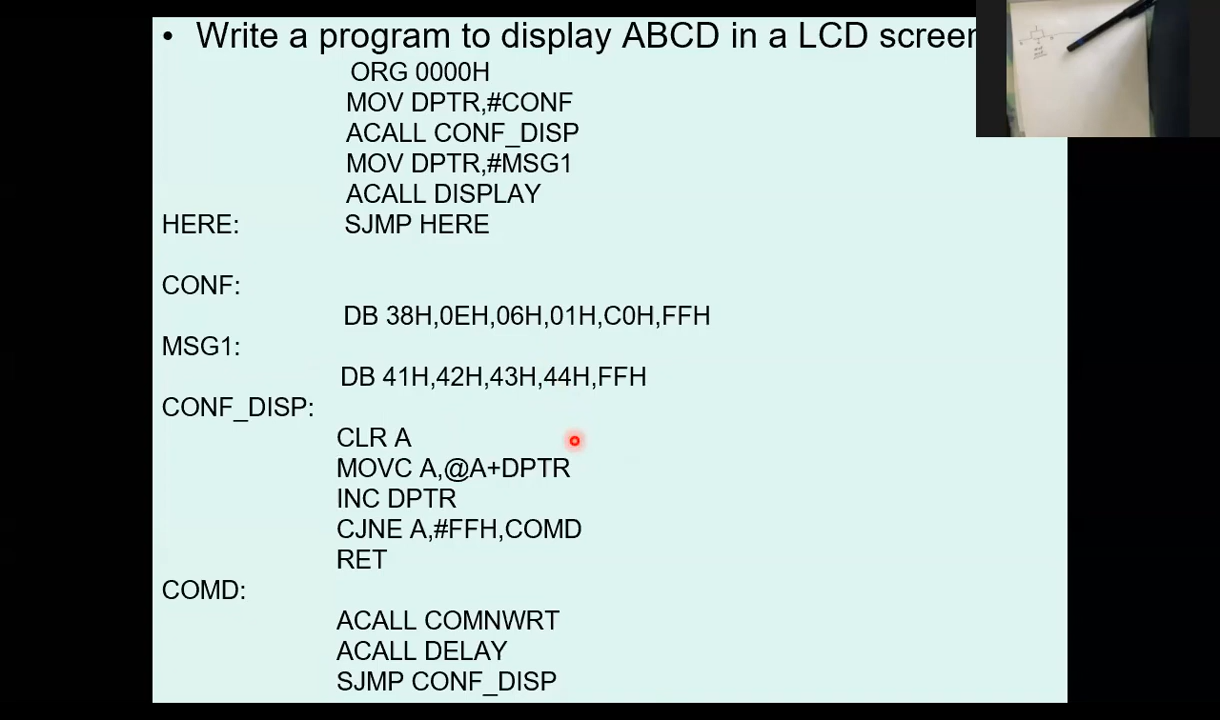 • Write a program to display ABCD in a LCD screen
ORG 0000H
MOV DPTR,#CONF
ACALL CONF_DISP
MOV DPTR,#MSG1
ACALL DISPLAY
HERE: SJMP HERE
CONF:
DB 38H,0EH,06H,01H,C0H,FFH
MSG1:
DB 41H,42H,43H,44H,FFH
CONF_DISP:
CLR A
MOVC A,@A+DPTR
INC DPTR
CJNE A,#FFH,COMD
RET
COMD:
ACALL COMNWRT
ACALL DELAY
SJMP CONF_DISP